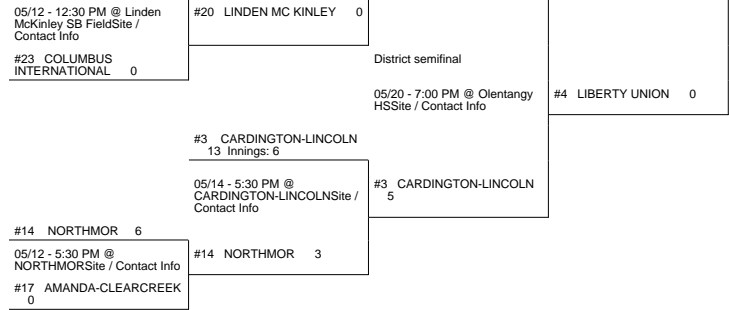 05/12 - 12:30 PM @ Linden
McKinley SB FieldSite /
Contact Info
#20 LINDEN MC KINLEY 0
#23 COLUMBUS
INTERNATIONAL 0
District semifinal
05/20 - 7:00 PM @ Olentangy
HSSite / Contact Info
#4 LIBERTY UNION 0
#3 CARDINGTON-LINCOLN
13 Innings: 6
05/14 - 5:30 PM @
CARDINGTON-LINCOLNSite /
Contact Info
#3 CARDINGTON-LINCOLN
5
#14 NORTHMOR 6
05/12 - 5:30 PM @
NORTHMORSite / Contact Info
#14 NORTHMOR 3
#17 AMANDA-CLEARCREEK
0